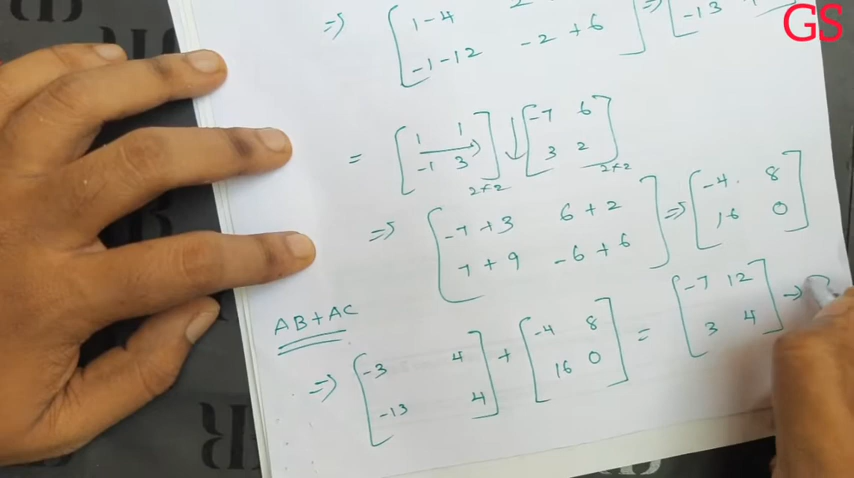 GS
⇒ [ 1-4 2
-1-12 -2+6 ] ⇒ [ -13
= [ 1 1
-1 3 ] 2×2 [ -7 6
3 2 ] 2×2
⇒ [ -7+3 6+2
7+9 -6+6 ] ⇒ [ -4 8
16 0 ]
AB+AC
⇒ [ -3 4
-13 4 ] + [ -4 8
16 0 ] = [ -7 12
3 4 ] →